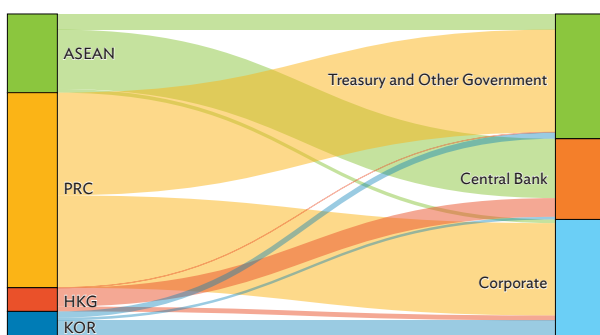 ASEAN
Treasury and Other Government
Central Bank
PRC
Corporate
HKG
KOR